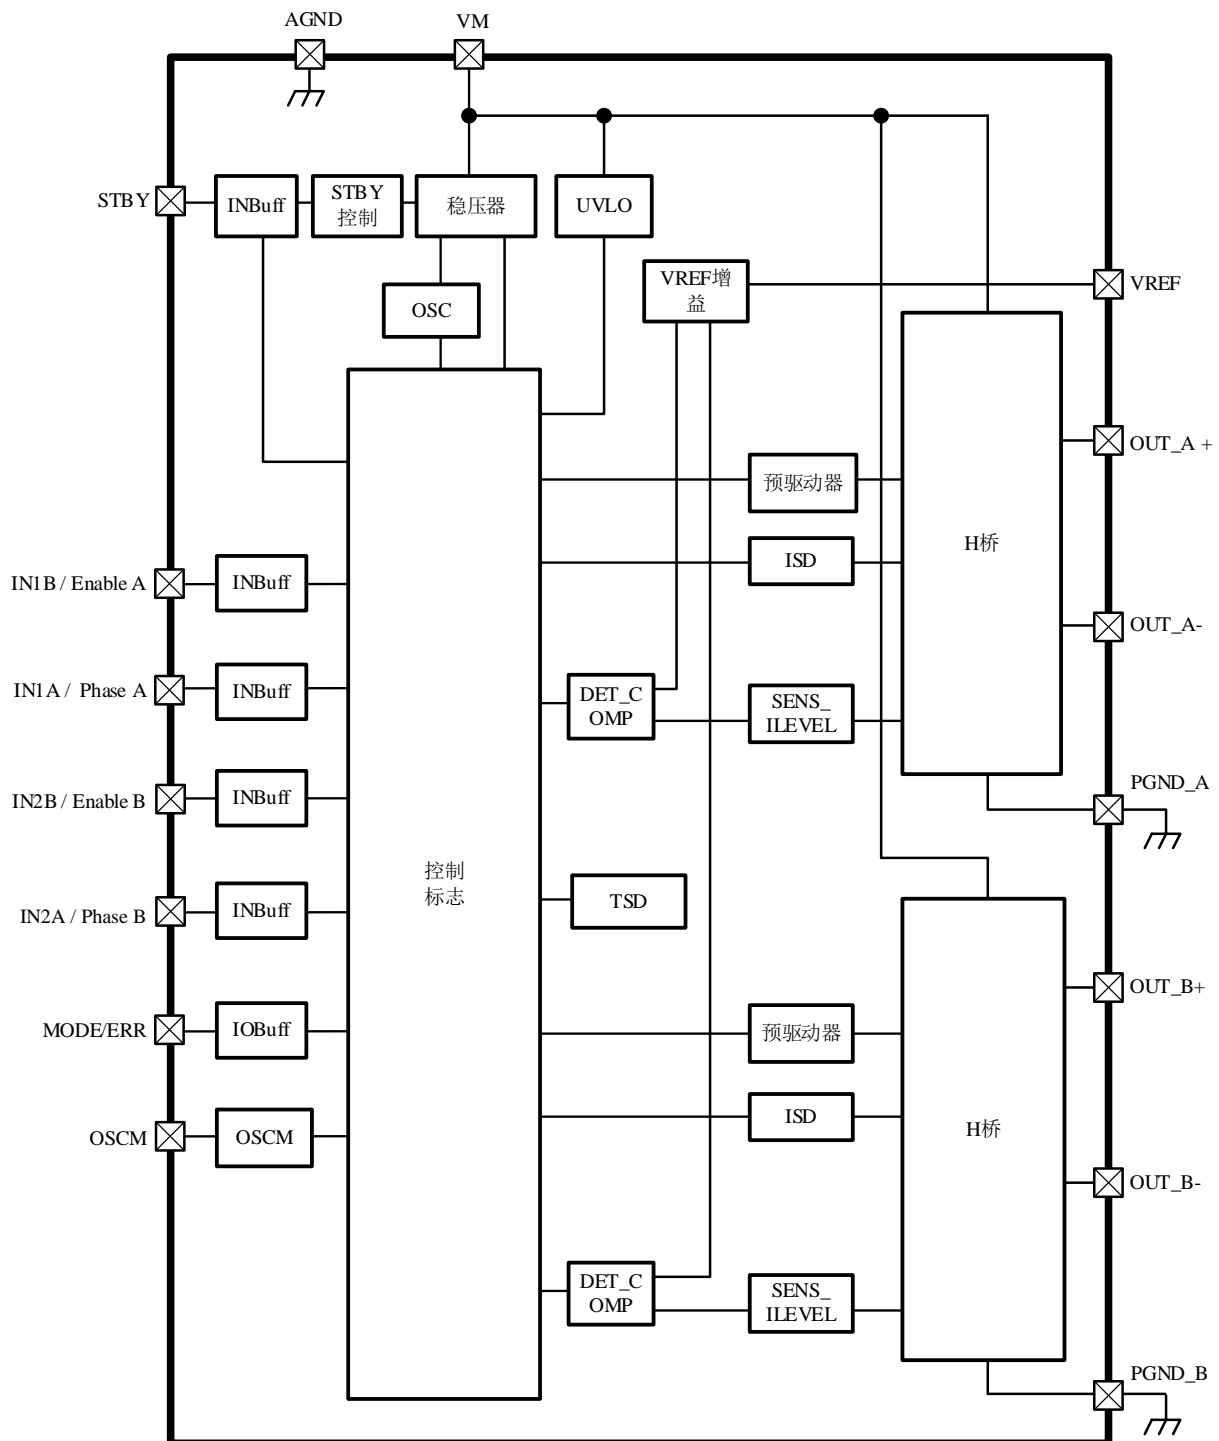 AGND
VM
STBY
INBuff
STBY
控制
稳压器
UVLO
VREF增
益
VREF
OSC
OUT_A +
预驱动器
H桥
ISD
IN1B / Enable A
INBuff
OUT_A-
IN1A / Phase A
INBuff
DET_C
OMP
SENS_
ILEVEL
IN2B / Enable B
INBuff
PGND_A
控制
标志
IN2A / Phase B
INBuff
TSD
OUT_B+
MODE/ERR
IOBuff
预驱动器
ISD
H桥
OSCM
OSCM
OUT_B-
DET_C
OMP
SENS_
ILEVEL
PGND_B